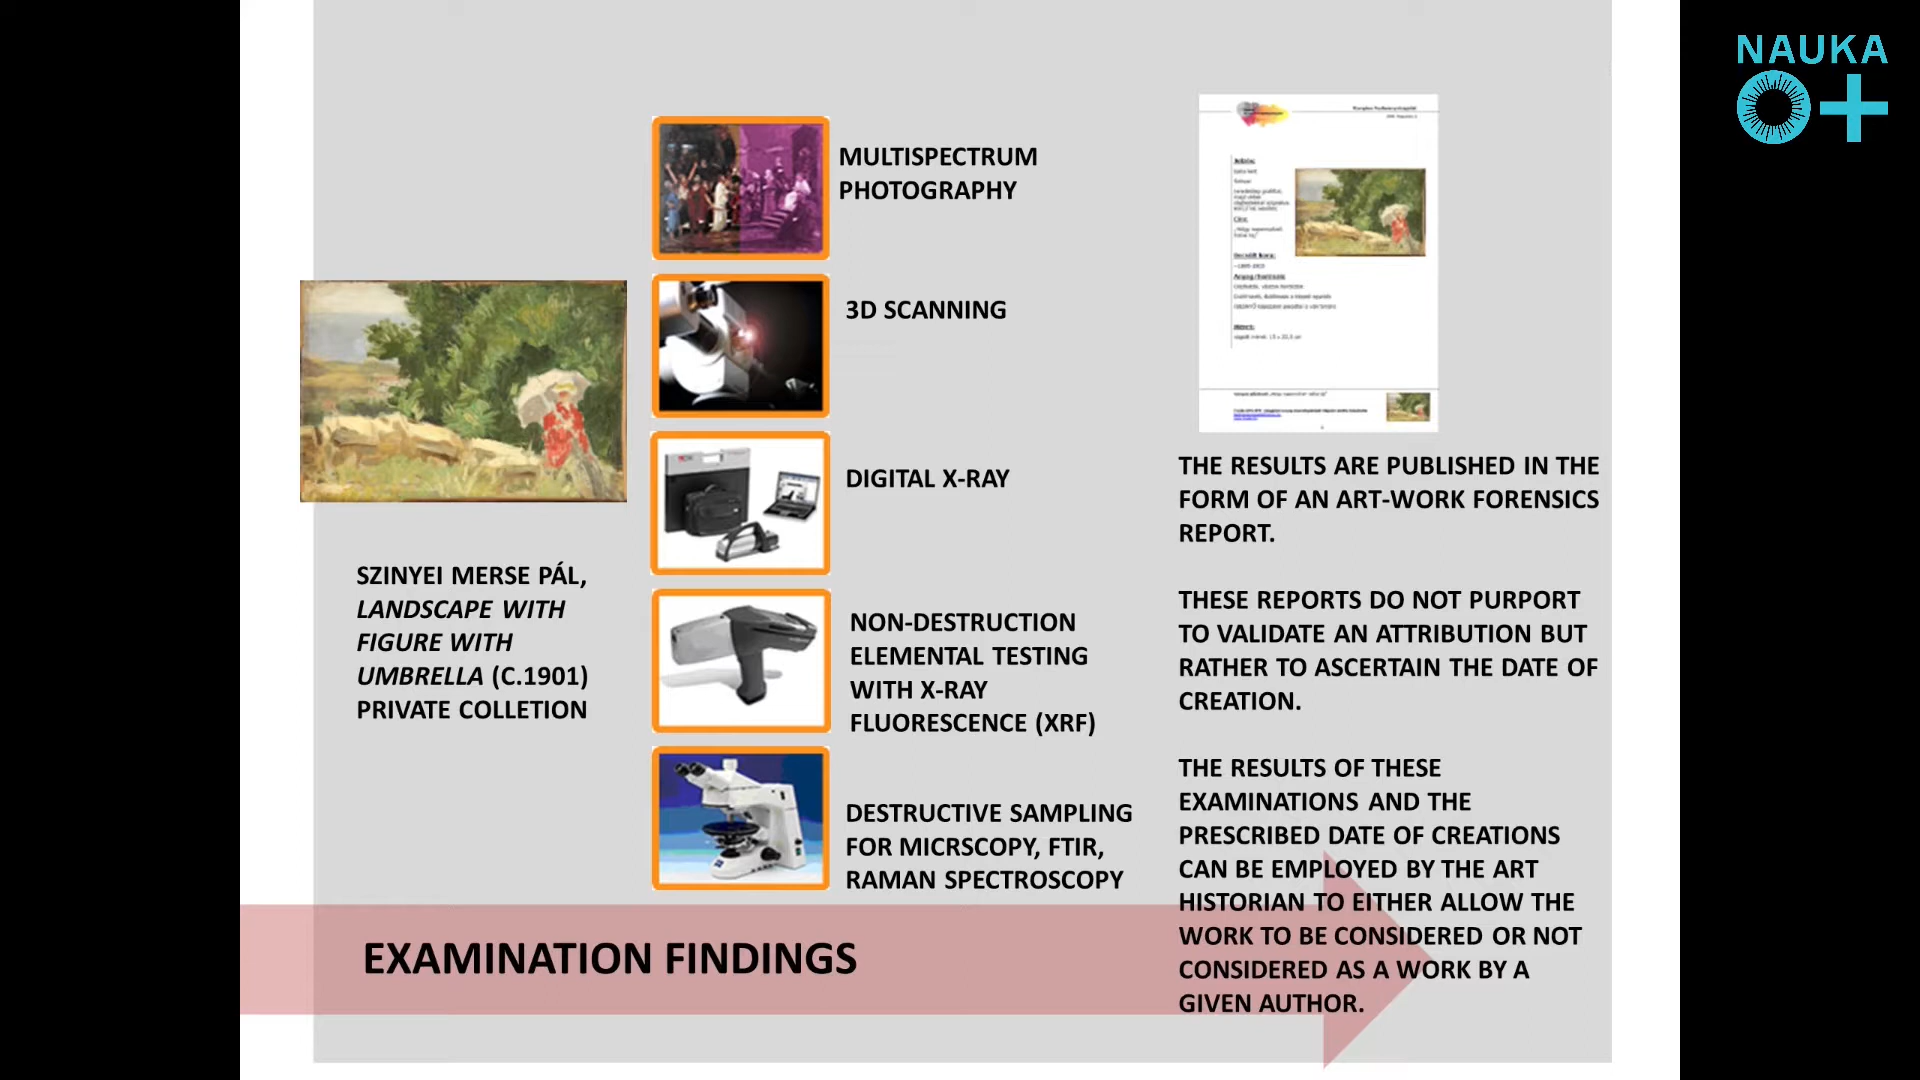 NAUKA
0+
MULTISPECTRUM
PHOTOGRAPHY
3D SCANNING
DIGITAL X-RAY
NON-DESTRUCTION
ELEMENTAL TESTING
WITH X-RAY
FLUORESCENCE (XRF)
DESTRUCTIVE SAMPLING
FOR MICRSCOPY, FTIR,
RAMAN SPECTROSCOPY
SZINYEI MERSE PÁL,
LANDSCAPE WITH
FIGURE WITH
UMBRELLA (C.1901)
PRIVATE COLLETION
THE RESULTS ARE PUBLISHED IN THE
FORM OF AN ART-WORK FORENSICS
REPORT.
THESE REPORTS DO NOT PURPORT
TO VALIDATE AN ATTRIBUTION BUT
RATHER TO ASCERTAIN THE DATE OF
CREATION.
THE RESULTS OF THESE
EXAMINATIONS AND THE
PRESCRIBED DATE OF CREATIONS
CAN BE EMPLOYED BY THE ART
HISTORIAN TO EITHER ALLOW THE
WORK TO BE CONSIDERED OR NOT
CONSIDERED AS A WORK BY A
GIVEN AUTHOR.
EXAMINATION FINDINGS